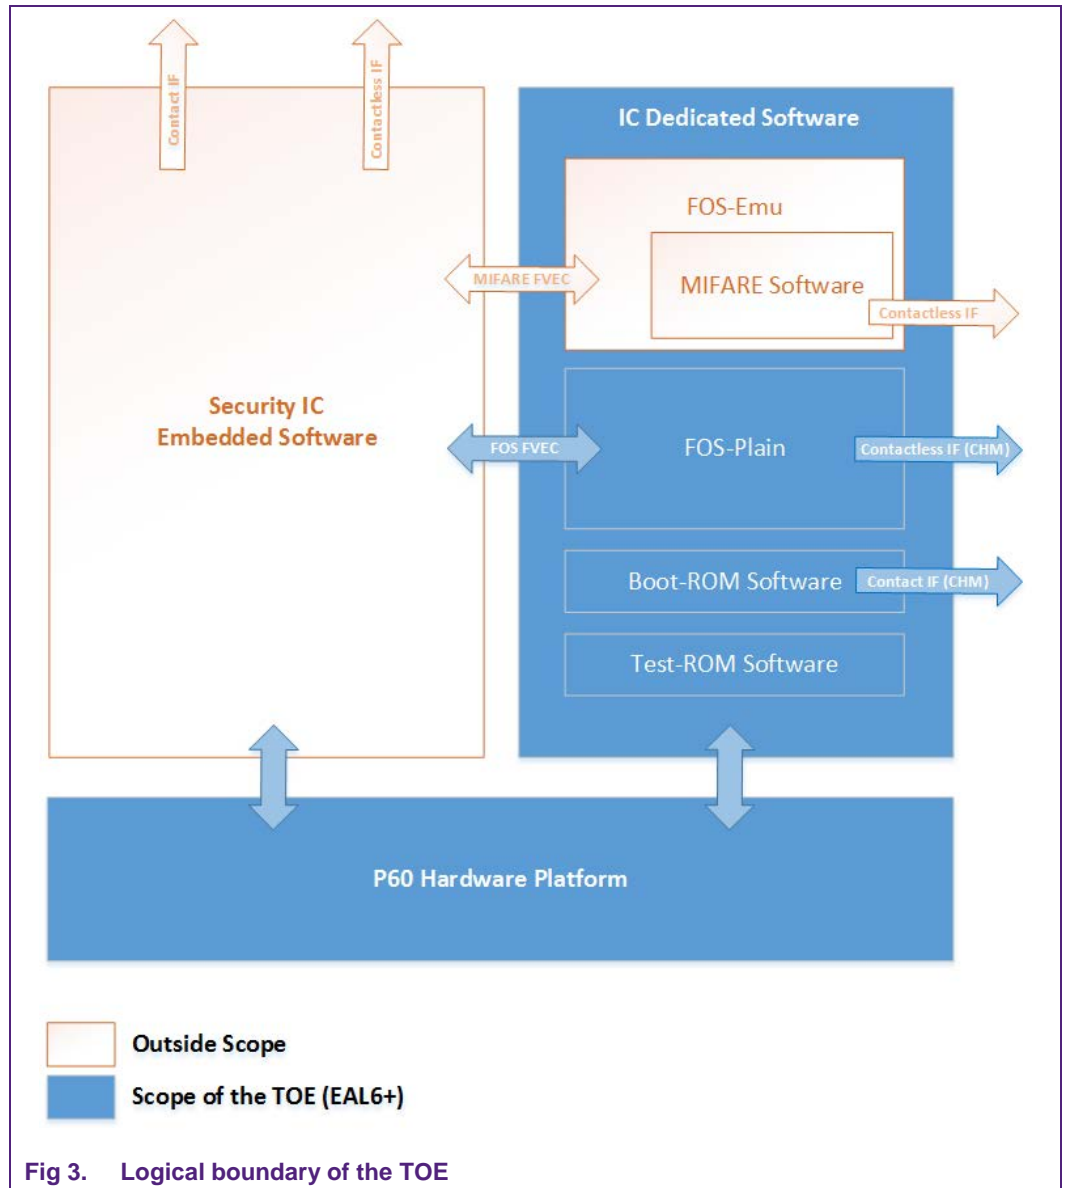 Contact IF
Contactless IF
IC Dedicated Software
FOS-Emu
MIFARE FVEC
MIFARE Software
Contactless IF
Security IC
Embedded Software
FOS FVEC
FOS-Plain
Contactless IF (CHM)
Boot-ROM Software
Contact IF (CHM)
Test-ROM Software
P60 Hardware Platform
Outside Scope
Scope of the TOE (EAL6+)
Fig 3. Logical boundary of the TOE